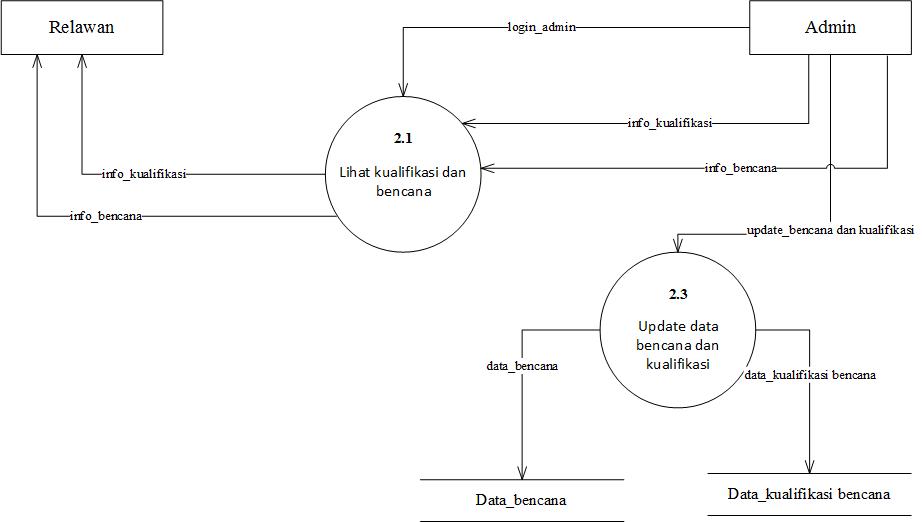 Relawan
login_admin
Admin
info_kualifikasi
2.1
Lihat kualifikasi dan
bencana
info_kualifikasi
info_bencana
info_bencana
update_bencana dan kualifikasi
2.3
Update data
bencana dan
kualifikasi
data_bencana
data_kualifikasi bencana
Data_bencana
Data_kualifikasi bencana